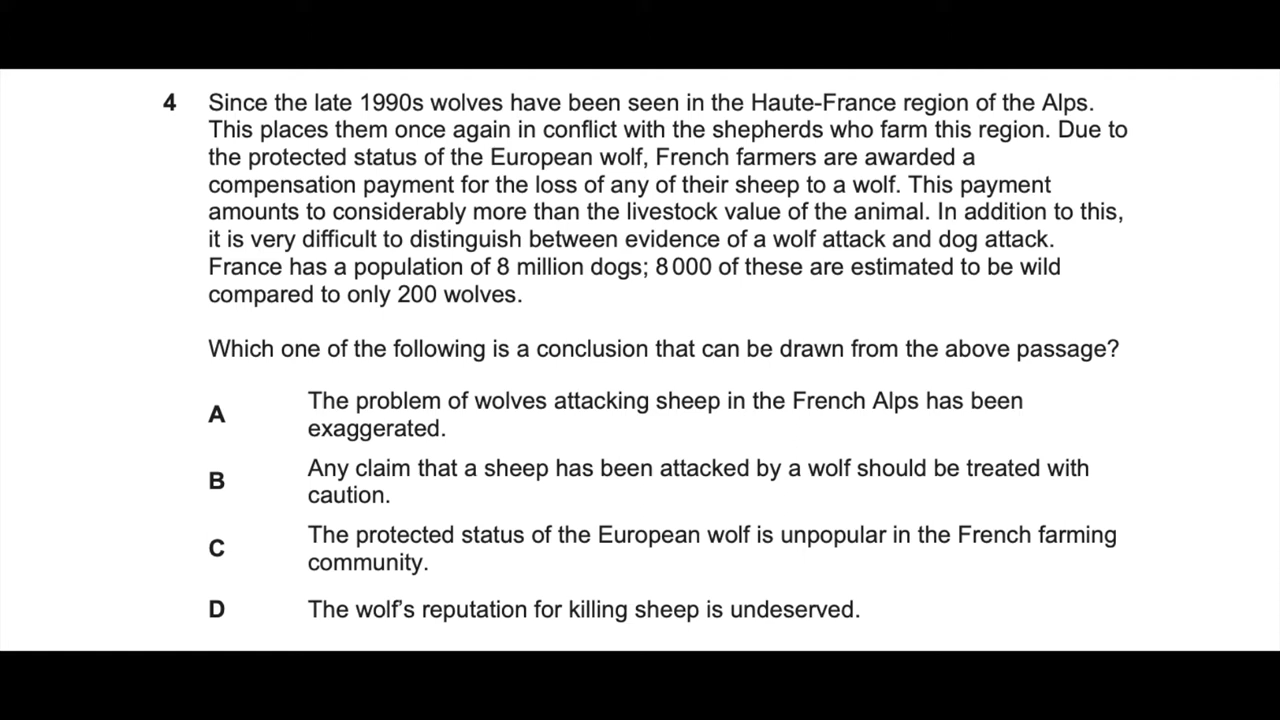 4 Since the late 1990s wolves have been seen in the Haute-France region of the Alps.
This places them once again in conflict with the shepherds who farm this region. Due to
the protected status of the European wolf, French farmers are awarded a
compensation payment for the loss of any of their sheep to a wolf. This payment
amounts to considerably more than the livestock value of the animal. In addition to this,
it is very difficult to distinguish between evidence of a wolf attack and dog attack.
France has a population of 8 million dogs; 8 000 of these are estimated to be wild
compared to only 200 wolves.
Which one of the following is a conclusion that can be drawn from the above passage?
A The problem of wolves attacking sheep in the French Alps has been
exaggerated.
B Any claim that a sheep has been attacked by a wolf should be treated with
caution.
C The protected status of the European wolf is unpopular in the French farming
community.
D The wolf's reputation for killing sheep is undeserved.